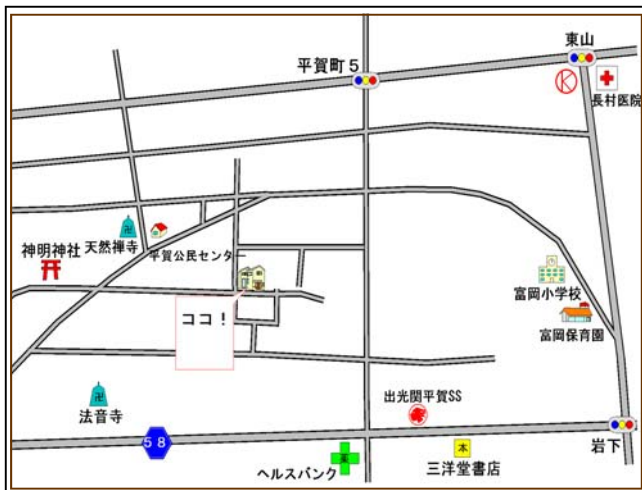 東山
平賀町5
K
長村医院
天然禅寺
神明神社
平賀公民センター
ココ!
富岡小学校
富岡保育園
法音寺
出光関平賀SS
58
岩下
薬
ヘルスバンク
本
三洋堂書店